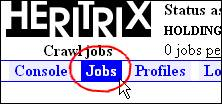 HERITRIX
Status as
HOLDING
Crawl jobs
0 jobs pe
Console Jobs Profiles Lo